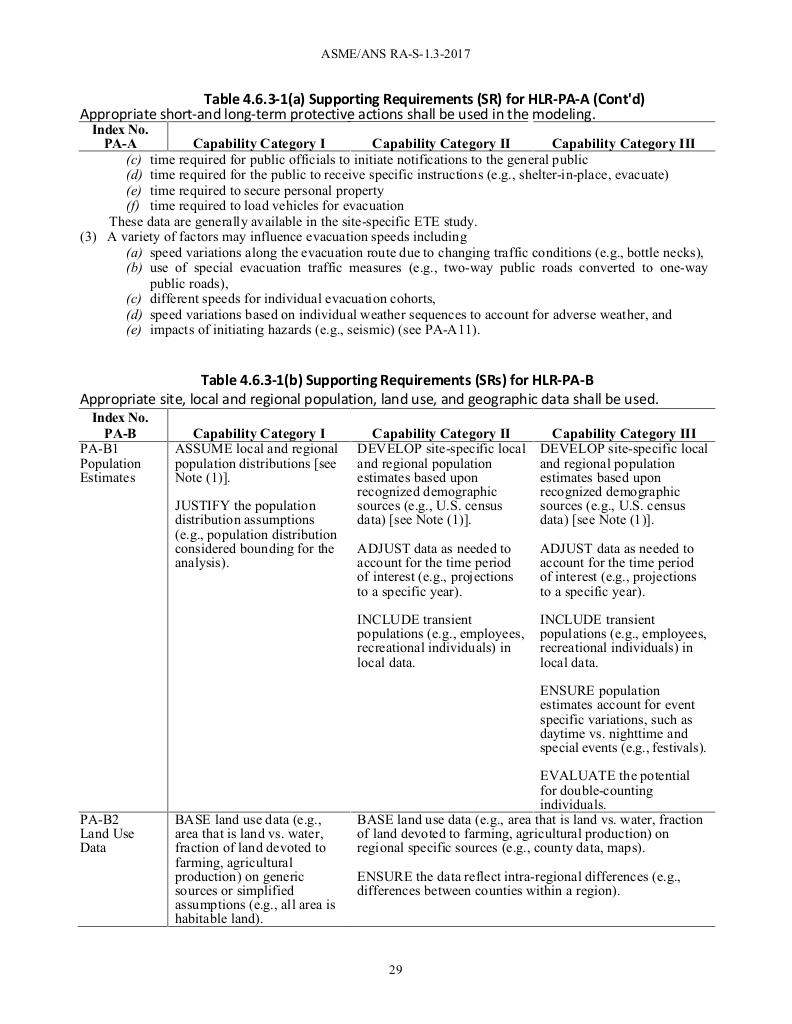 ASME/ANS RA-S-1.3-2017
Table 4.6.3-1(a) Supporting Requirements (SR) for HLR-PA-A (Cont'd)
Appropriate short-and long-term protective actions shall be used in the modeling.
Index No.
PA-A Capability Category I Capability Category II Capability Category III
(c) time required for public officials to initiate notifications to the general public
(d) time required for the public to receive specific instructions (e.g., shelter-in-place, evacuate)
(e) time required to secure personal property
(f) time required to load vehicles for evacuation
These data are generally available in the site-specific ETE study.
(3) A variety of factors may influence evacuation speeds including
(a) speed variations along the evacuation route due to changing traffic conditions (e.g., bottle necks),
(b) use of special evacuation traffic measures (e.g., two-way public roads converted to one-way
public roads),
(c) different speeds for individual evacuation cohorts,
(d) speed variations based on individual weather sequences to account for adverse weather, and
(e) impacts of initiating hazards (e.g., seismic) (see PA-A11).
Table 4.6.3-1(b) Supporting Requirements (SRs) for HLR-PA-B
Appropriate site, local and regional population, land use, and geographic data shall be used.
Index No.
PA-B Capability Category I Capability Category II Capability Category III
PA-B1
Population
Estimates
ASSUME local and regional
population distributions [see
Note (1)].
JUSTIFY the population
distribution assumptions
(e.g., population distribution
considered bounding for the
analysis).
DEVELOP site-specific local
and regional population
estimates based upon
recognized demographic
sources (e.g., U.S. census
data) [see Note (1)].
ADJUST data as needed to
account for the time period
of interest (e.g., projections
to a specific year).
INCLUDE transient
populations (e.g., employees,
recreational individuals) in
local data.
DEVELOP site-specific local
and regional population
estimates based upon
recognized demographic
sources (e.g., U.S. census
data) [see Note (1)].
ADJUST data as needed to
account for the time period
of interest (e.g., projections
to a specific year).
INCLUDE transient
populations (e.g., employees,
recreational individuals) in
local data.
ENSURE population
estimates account for event
specific variations, such as
daytime vs. nighttime and
special events (e.g., festivals).
EVALUATE the potential
for double-counting
individuals.
PA-B2
Land Use
Data
BASE land use data (e.g.,
area that is land vs. water,
fraction of land devoted to
farming, agricultural
production) on generic
sources or simplified
assumptions (e.g., all area is
habitable land).
BASE land use data (e.g., area that is land vs. water, fraction
of land devoted to farming, agricultural production) on
regional specific sources (e.g., county data, maps).
ENSURE the data reflect intra-regional differences (e.g.,
differences between counties within a region).
29